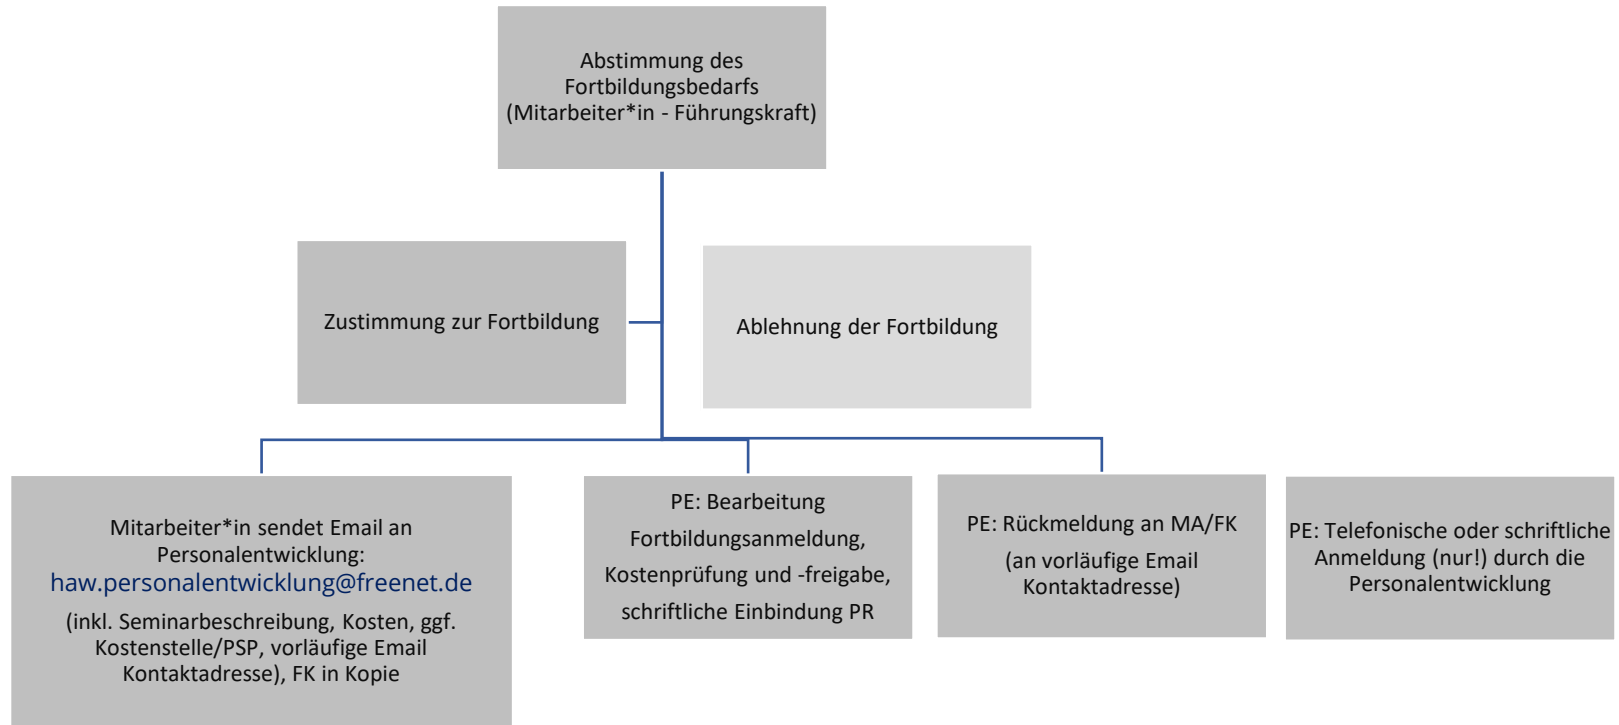 Abstimmung des
Fortbildungsbedarfs
(Mitarbeiter*in - Führungskraft)
Zustimmung zur Fortbildung
Ablehnung der Fortbildung
Mitarbeiter*in sendet Email an
Personalentwicklung:
haw.personalentwicklung@freenet.de
(inkl. Seminarbeschreibung, Kosten, ggf.
Kostenstelle/PSP, vorläufige Email
Kontaktadresse), FK in Kopie
PE: Bearbeitung
Fortbildungsanmeldung,
Kostenprüfung und -freigabe,
schriftliche Einbindung PR
PE: Rückmeldung an MA/FK
(an vorläufige Email
Kontaktadresse)
PE: Telefonische oder schriftliche
Anmeldung (nur!) durch die
Personalentwicklung